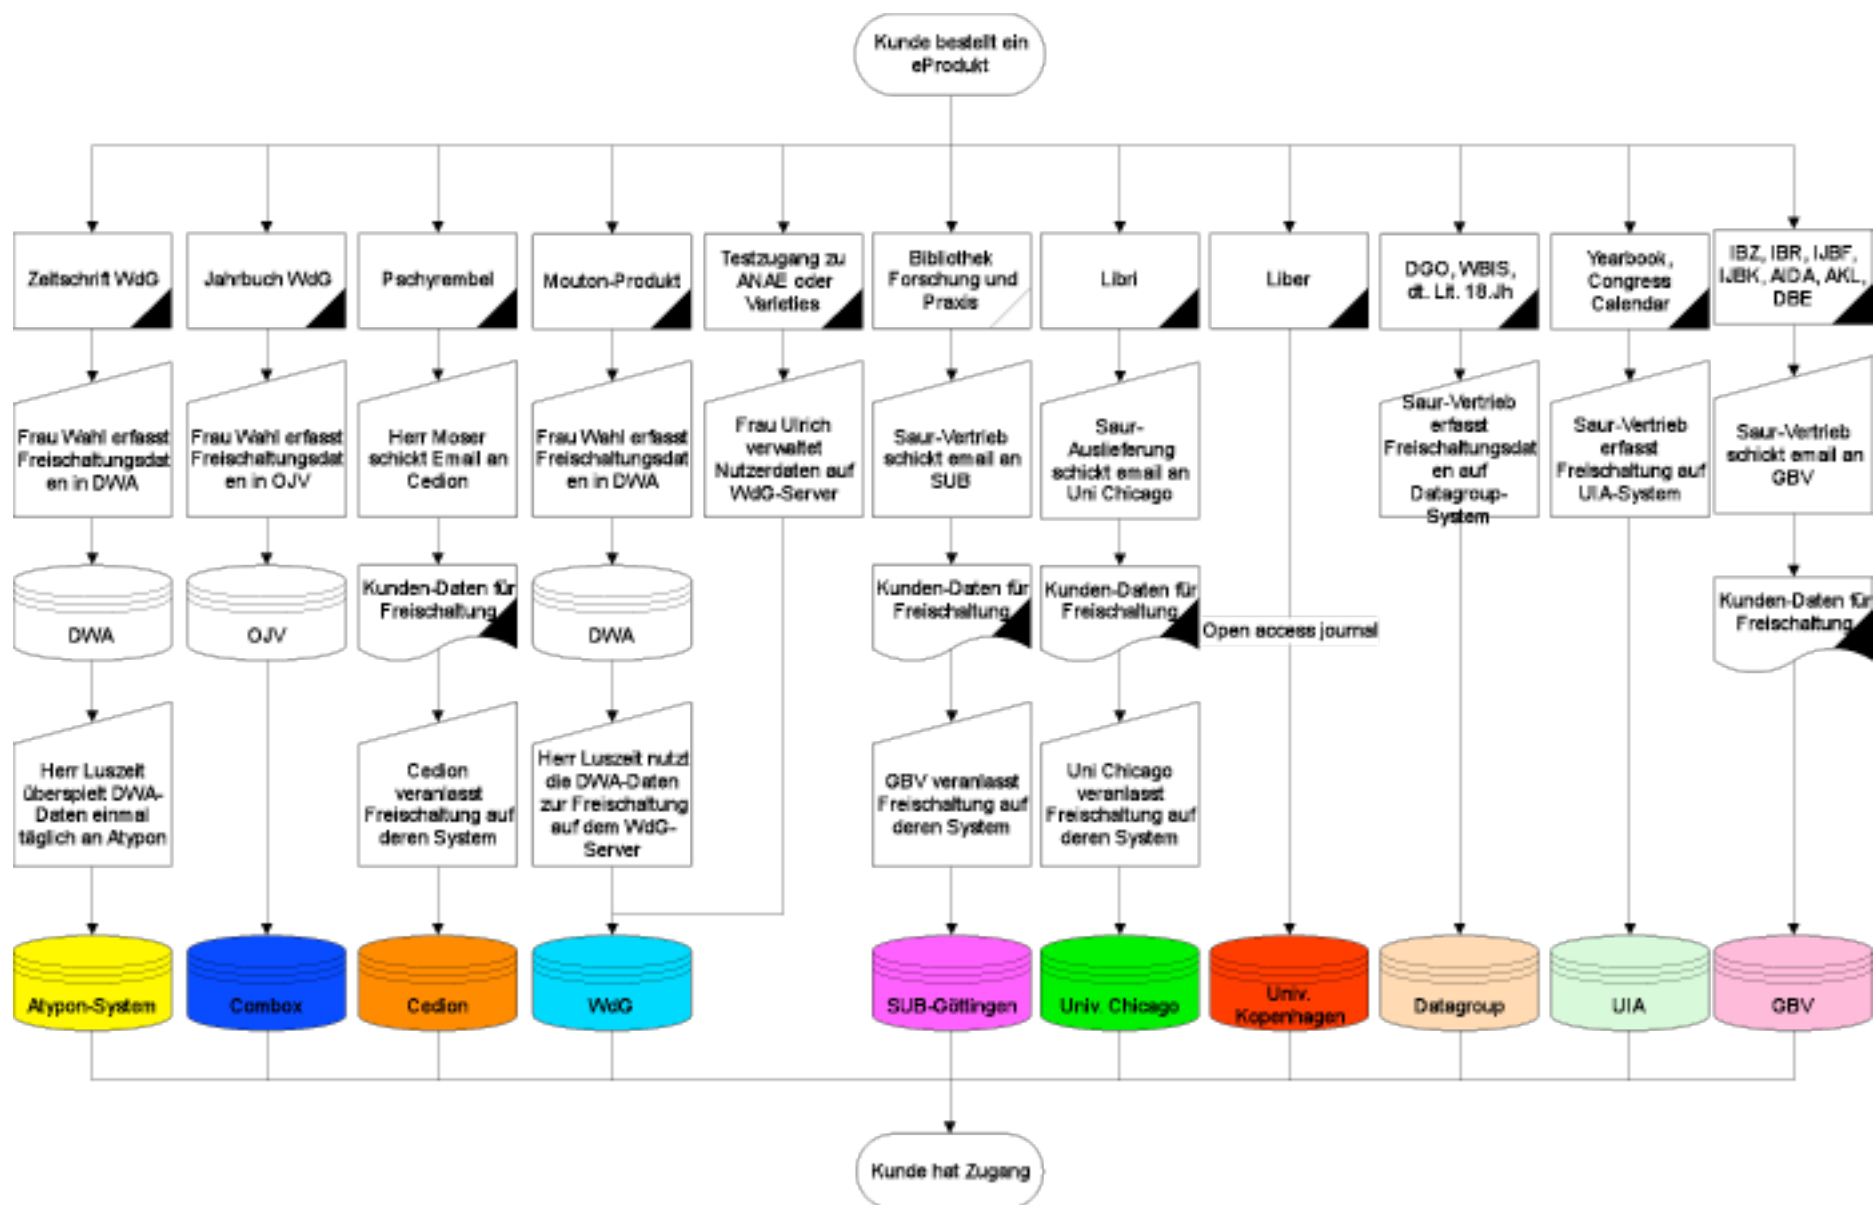 Kunde bestellt ein
eProdukt
Zeitschrift WdG
Jahrbuch WdG
Pschyrembel
Mouton-Produkt
Testzugang zu
ANAE oder
Varieties
Bibliothek
Forschung und
Praxis
Libri
Liber
DGO, WBIS,
dt. Lit. 18.Jh
Yearbook,
Congress
Calendar
IBZ, IBR, IJBF,
IJBK, AIDA, AKL,
DBE
Frau Wahl erfasst
Freischaltungsdat
en in DWA
Frau Wahl erfasst
Freischaltungsdat
en in OJV
Herr Moser
schickt Email an
Cedion
Frau Wahl erfasst
Freischaltungsdat
en in DWA
Frau Ulrich
verwaltet
Nutzerdaten auf
WdG-Server
Saur-Vertrieb
schickt email an
SUB
Saur-
Auslieferung
schickt email an
Uni Chicago
Saur-Vertrieb
erfasst
Freischaltungsdat
en auf
Datagroup-
System
Saur-Vertrieb
erfasst
Freischaltung auf
UIA-System
Saur-Vertrieb
schickt email an
GBV
DWA
OJV
Kunden-Daten für
Freischaltung
DWA
Kunden-Daten für
Freischaltung
Kunden-Daten für
Freischaltung
Open access journal
Kunden-Daten für
Freischaltung
Herr Luszeit
überspielt DWA-
Daten einmal
täglich an Atypon
Cedion
veranlasst
Freischaltung auf
deren System
Herr Luszeit nutzt
die DWA-Daten
zur Freischaltung
auf dem WdG-
Server
GBV veranlasst
Freischaltung auf
deren System
Uni Chicago
veranlasst
Freischaltung auf
deren System
Atypon-System
Combox
Cedion
WdG
SUB-Göttingen
Univ. Chicago
Univ.
Kopenhagen
Datagroup
UIA
GBV
Kunde hat Zugang